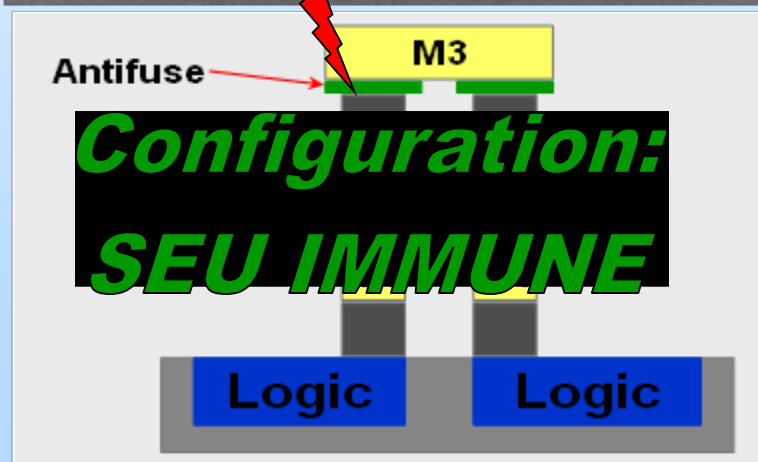 M3
Antifuse
Configuration:
SEU IMMUNE
Logic Logic